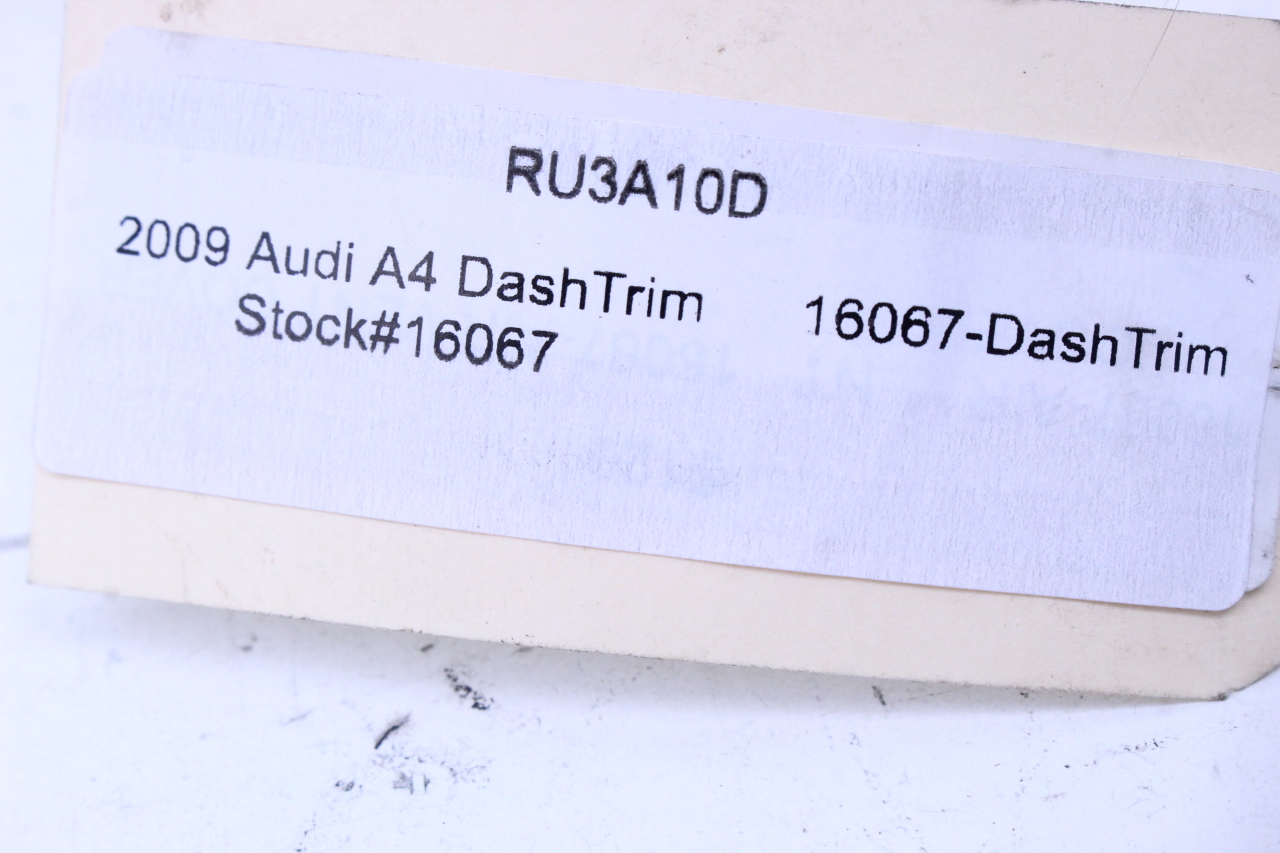 RU3A10D
2009 Audi A4 DashTrim
Stock#16067
16067-DashTrim